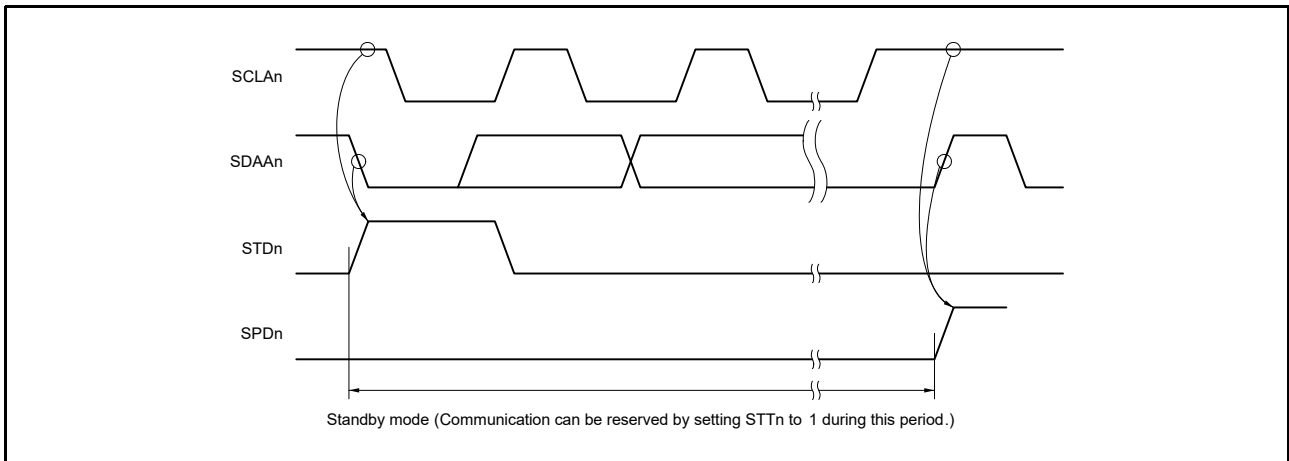 SCLAn
SDAAn
STDn
SPDn
Standby mode (Communication can be reserved by setting STTn to 1 during this period.)